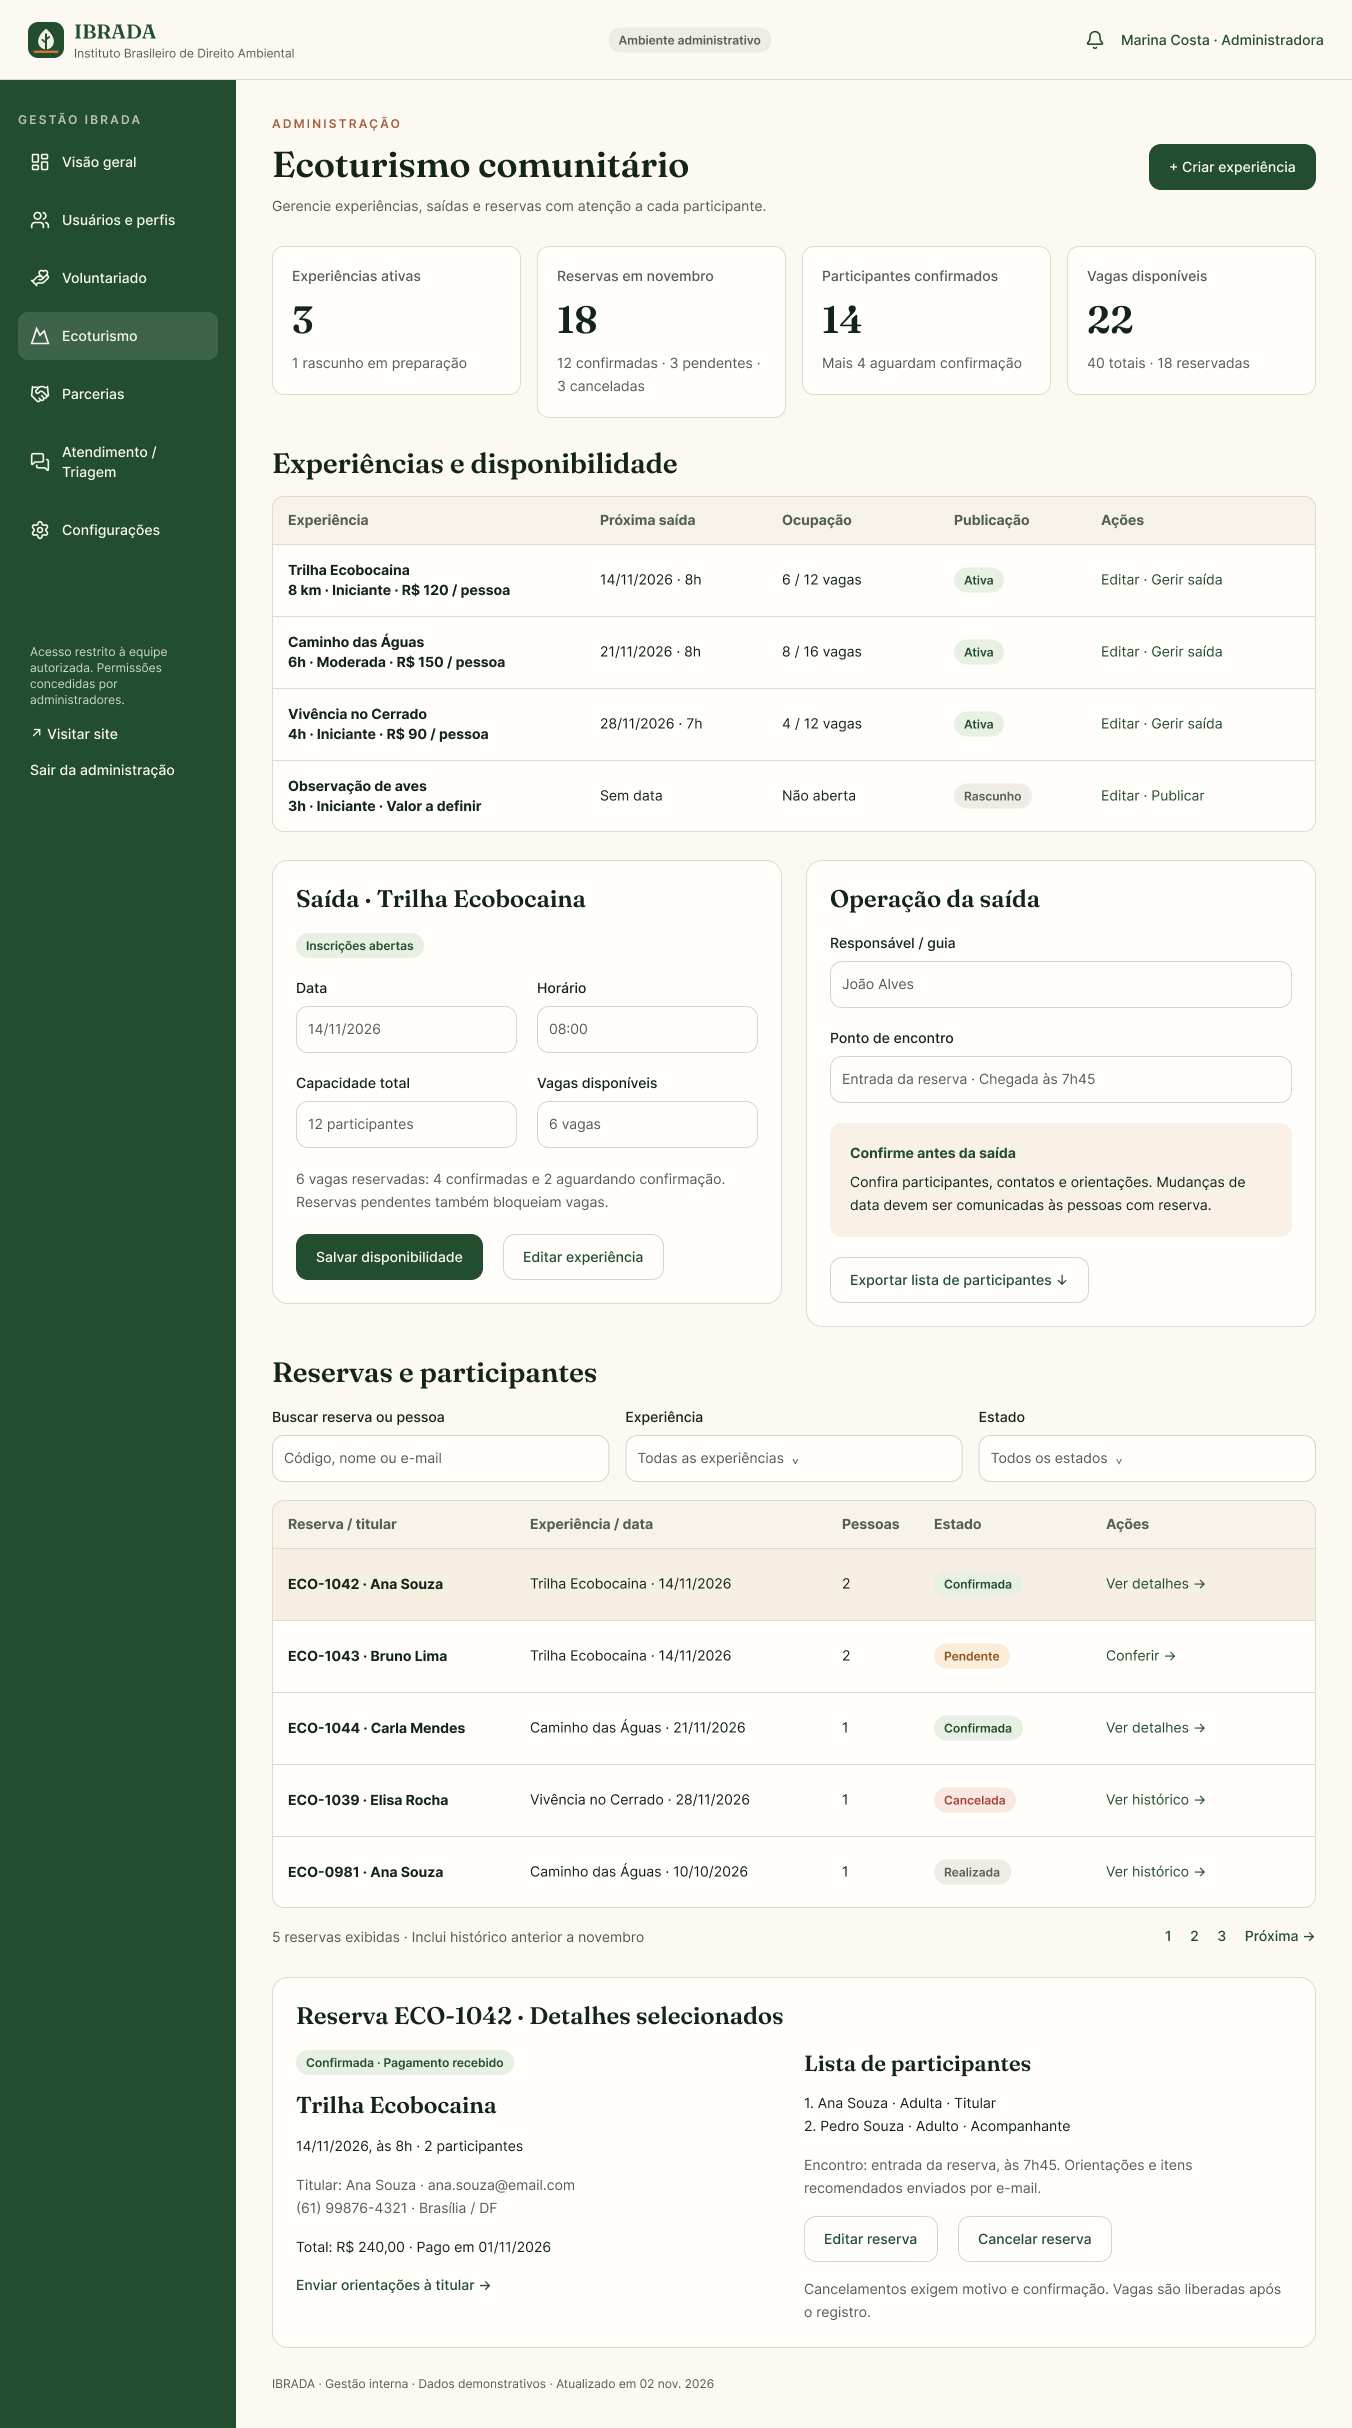 IBRADA
Instituto Brasileiro de Direito Ambiental
Ambiente administrativo
Marina Costa · Administradora
GESTÃO IBRADA
Visão geral
Usuários e perfis
Voluntariado
Ecoturismo
Parcerias
Atendimento /
Triagem
Configurações
Acesso restrito à equipe
autorizada. Permissões
concedidas por
administradores.
↗ Visitar site
Sair da administração
ADMINISTRAÇÃO
Ecoturismo comunitário
Gerencie experiências, saídas e reservas com atenção a cada participante.
+ Criar experiência
Experiências ativas
3
1 rascunho em preparação
Reservas em novembro
18
12 confirmadas · 3 pendentes ·
3 canceladas
Participantes confirmados
14
Mais 4 aguardam confirmação
Vagas disponíveis
22
40 totais · 18 reservadas
Experiências e disponibilidade
Experiência Próxima saída Ocupação Publicação Ações
Trilha Ecobocaina
8 km · Iniciante · R$ 120 / pessoa
14/11/2026 · 8h 6 / 12 vagas Ativa Editar · Gerir saída
Caminho das Águas
6h · Moderada · R$ 150 / pessoa
21/11/2026 · 8h 8 / 16 vagas Ativa Editar · Gerir saída
Vivência no Cerrado
4h · Iniciante · R$ 90 / pessoa
28/11/2026 · 7h 4 / 12 vagas Ativa Editar · Gerir saída
Observação de aves
3h · Iniciante · Valor a definir
Sem data Não aberta Rascunho Editar · Publicar
Saída · Trilha Ecobocaina
Inscrições abertas
Data Horário
14/11/2026 08:00
Capacidade total Vagas disponíveis
12 participantes 6 vagas
6 vagas reservadas: 4 confirmadas e 2 aguardando confirmação.
Reservas pendentes também bloqueiam vagas.
Salvar disponibilidade Editar experiência
Operação da saída
Responsável / guia
João Alves
Ponto de encontro
Entrada da reserva · Chegada às 7h45
Confirme antes da saída
Confira participantes, contatos e orientações. Mudanças de
data devem ser comunicadas às pessoas com reserva.
Exportar lista de participantes ↓
Reservas e participantes
Buscar reserva ou pessoa Experiência Estado
Código, nome ou e-mail Todas as experiências Todos os estados
Reserva / titular Experiência / data Pessoas Estado Ações
ECO-1042 · Ana Souza Trilha Ecobocaina · 14/11/2026 2 Confirmada Ver detalhes →
ECO-1043 · Bruno Lima Trilha Ecobocaina · 14/11/2026 2 Pendente Conferir →
ECO-1044 · Carla Mendes Caminho das Águas · 21/11/2026 1 Confirmada Ver detalhes →
ECO-1039 · Elisa Rocha Vivência no Cerrado · 28/11/2026 1 Cancelada Ver histórico →
ECO-0981 · Ana Souza Caminho das Águas · 10/10/2026 1 Realizada Ver histórico →
5 reservas exibidas · Inclui histórico anterior a novembro
1 2 3 Próxima →
Reserva ECO-1042 · Detalhes selecionados
Confirmada · Pagamento recebido
Trilha Ecobocaina
14/11/2026, às 8h · 2 participantes
Titular: Ana Souza · ana.souza@email.com
(61) 99876-4321 · Brasília / DF
Total: R$ 240,00 · Pago em 01/11/2026
Enviar orientações à titular →
Lista de participantes
1. Ana Souza · Adulta · Titular
2. Pedro Souza · Adulto · Acompanhante
Encontro: entrada da reserva, às 7h45. Orientações e itens
recomendados enviados por e-mail.
Editar reserva Cancelar reserva
Cancelamentos exigem motivo e confirmação. Vagas são liberadas após
o registro.
IBRADA · Gestão interna · Dados demonstrativos · Atualizado em 02 nov. 2026